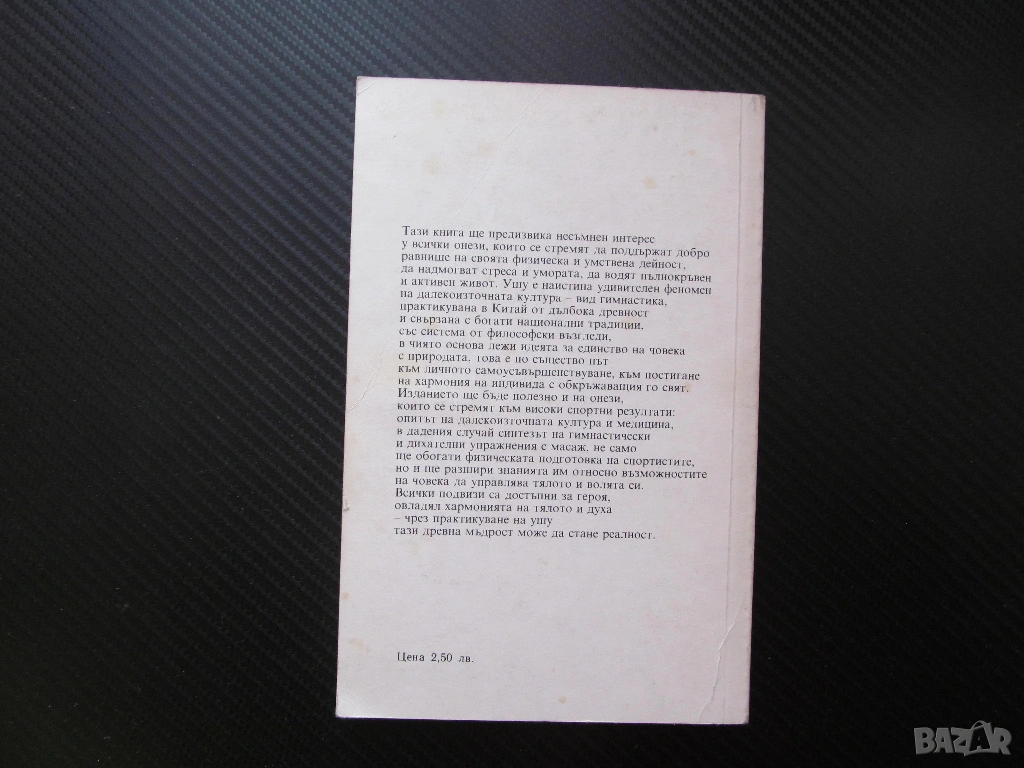 Тази книга ще предизвика несъмнен интерес
у всички онези, които се стремят да поддържат добро
равнище на своята физическа и умствена дейност,
да надмогват стреса и умората, да водят пълнокръвен
и активен живот. Ушу е наистина удивителен феномен
на далекоизточната култура – вид гимнастика,
практикувана в Китай от дълбока древност
и свързана с богати национални традиции,
със система от философски възгледи,
в чиято основа лежи идеята за единство на човека
с природата, това е по същество път
към личното самоусъвършенствуване, към постигане
на хармония на индивида с обкръжаващия го свят.
Изданието ще бъде полезно и на онези,
които се стремят към високи спортни резултати:
опитът на далекоизточната култура и медицина,
в дадения случай синтезът на гимнастически
и дихателни упражнения с масаж, не само
ще обогати физическата подготовка на спортистите,
но и ще разшири знанията им относно възможностите
на човека да управлява тялото и волята си.
Всички подвизи са достъпни за героя,
овладял хармонията на тялото и духа
– чрез практикуване на ушу
тази древна мъдрост може да стане реалност.
Цена 2,50 лв.
BAZAR